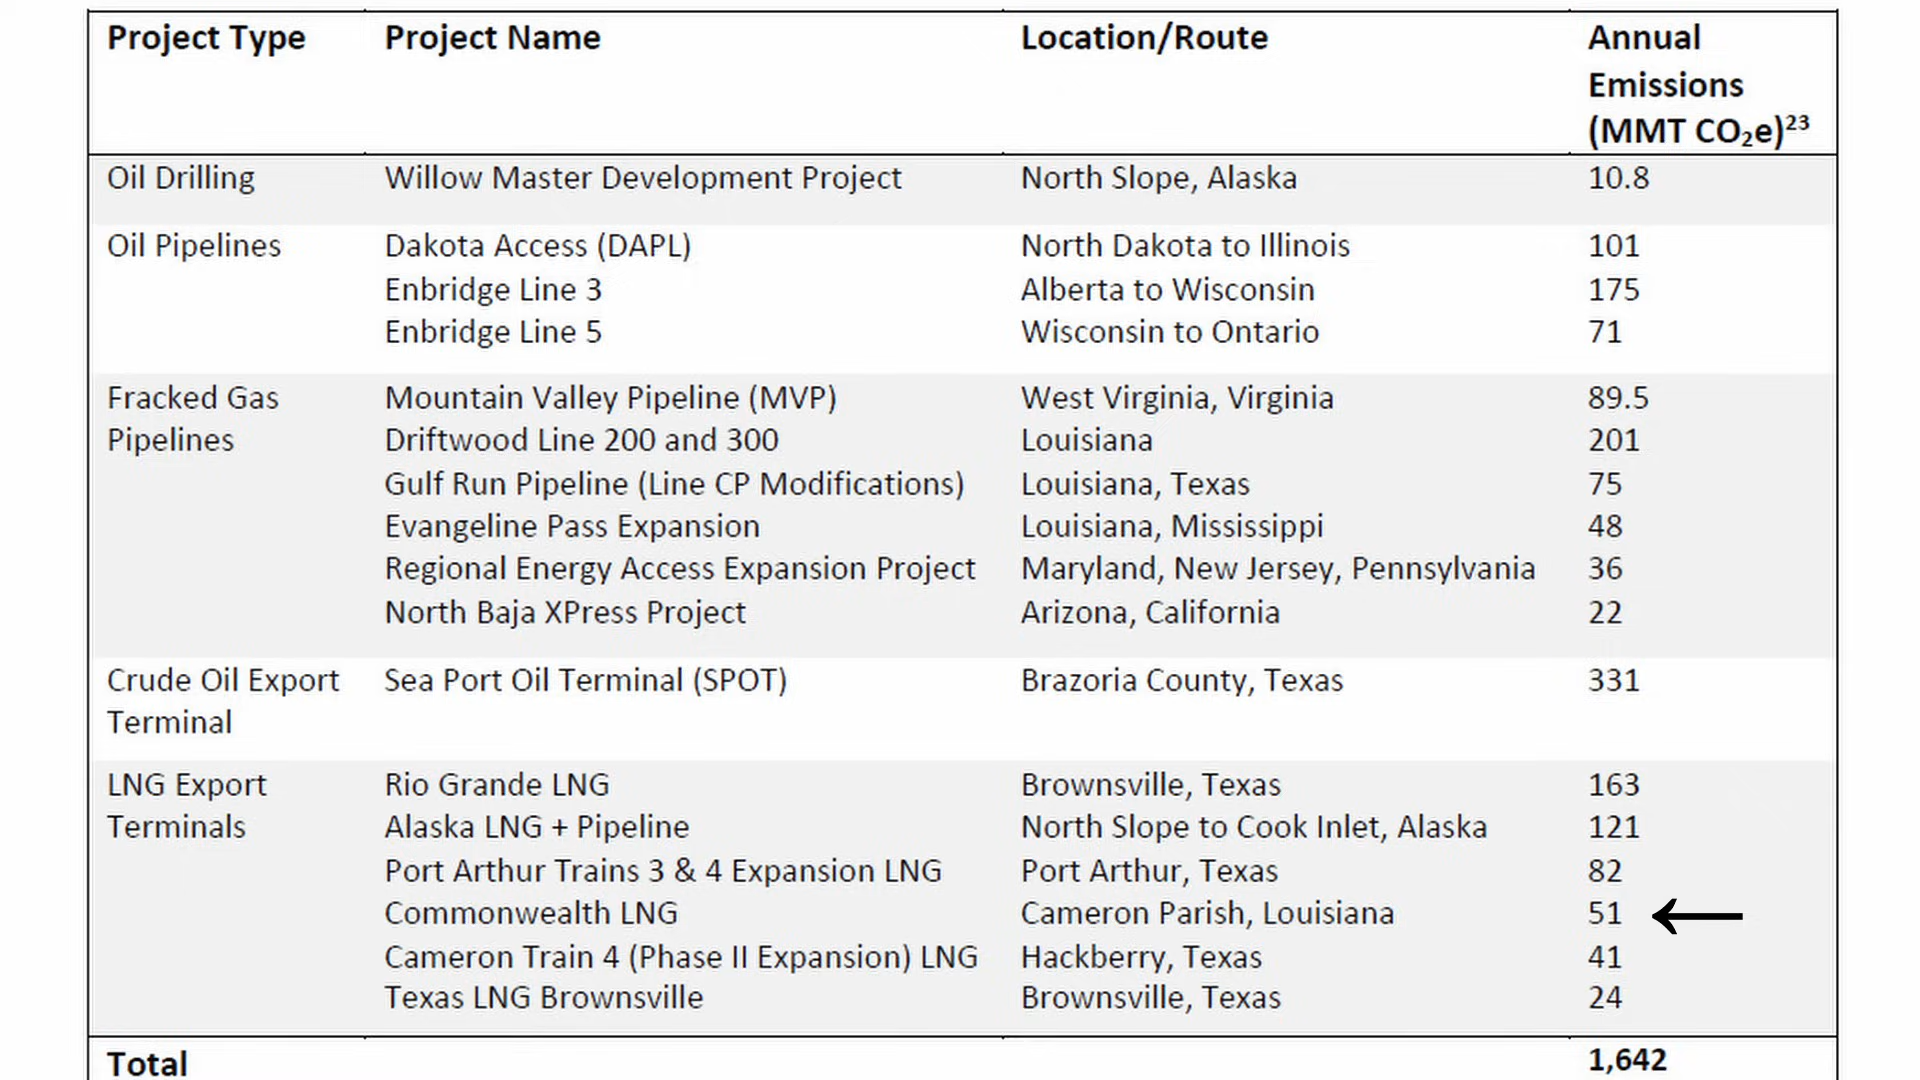 Project Type Project Name Location/Route Annual
Emissions
(MMT CO₂e)²³
Oil Drilling Willow Master Development Project North Slope, Alaska 10.8
Oil Pipelines Dakota Access (DAPL) North Dakota to Illinois 101
Enbridge Line 3 Alberta to Wisconsin 175
Enbridge Line 5 Wisconsin to Ontario 71
Fracked Gas Mountain Valley Pipeline (MVP) West Virginia, Virginia 89.5
Pipelines Driftwood Line 200 and 300 Louisiana 201
Gulf Run Pipeline (Line CP Modifications) Louisiana, Texas 75
Evangeline Pass Expansion Louisiana, Mississippi 48
Regional Energy Access Expansion Project Maryland, New Jersey, Pennsylvania 36
North Baja XPress Project Arizona, California 22
Crude Oil Export Sea Port Oil Terminal (SPOT) Brazoria County, Texas 331
Terminal
LNG Export Rio Grande LNG Brownsville, Texas 163
Terminals Alaska LNG + Pipeline North Slope to Cook Inlet, Alaska 121
Port Arthur Trains 3 & 4 Expansion LNG Port Arthur, Texas 82
Commonwealth LNG Cameron Parish, Louisiana 51
Cameron Train 4 (Phase II Expansion) LNG Hackberry, Texas 41
Texas LNG Brownsville Brownsville, Texas 24
Total 1,642